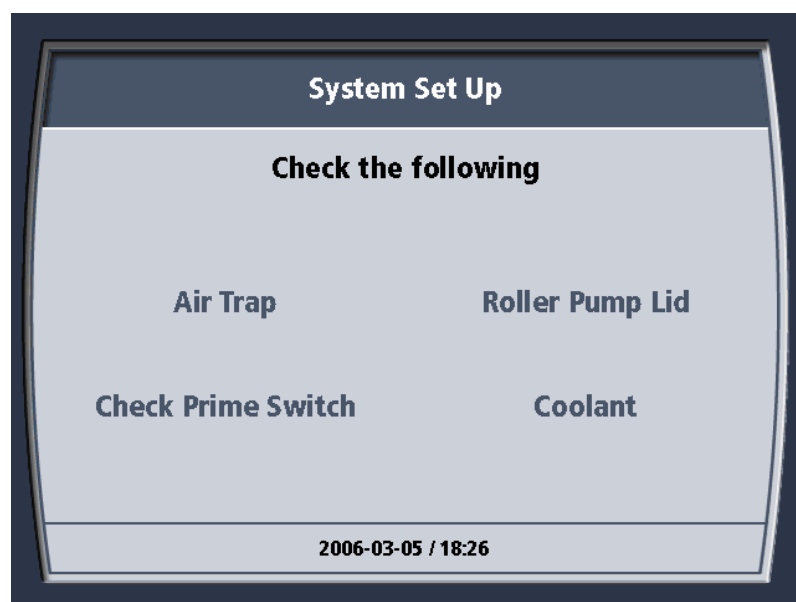 System Set Up
Check the following
Air Trap
Roller Pump Lid
Check Prime Switch
Coolant
2006-03-05 / 18:26